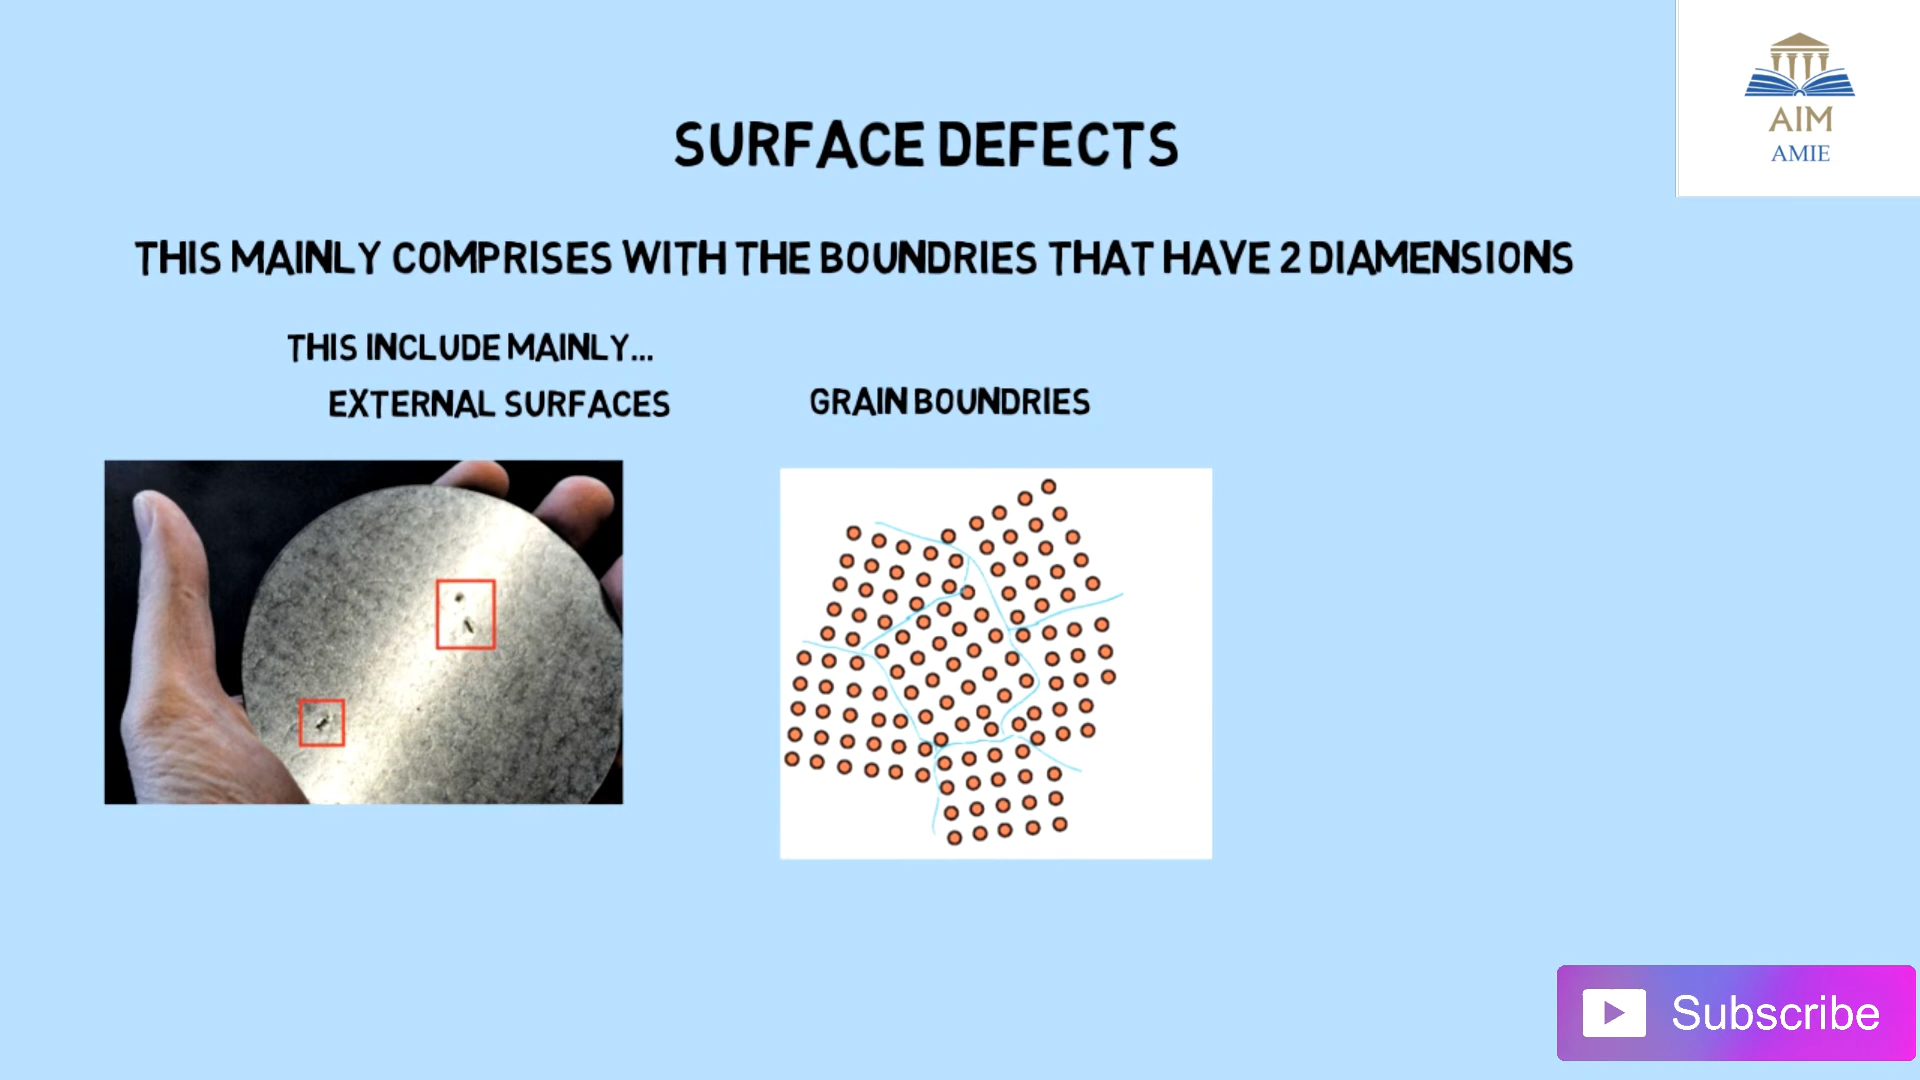 AIM
AMIE
SURFACE DEFECTS
THIS MAINLY COMPRISES WITH THE BOUNDRIES THAT HAVE 2 DIAMENSIONS
THIS INCLUDE MAINLY...
EXTERNAL SURFACES
GRAIN BOUNDRIES
Subscribe